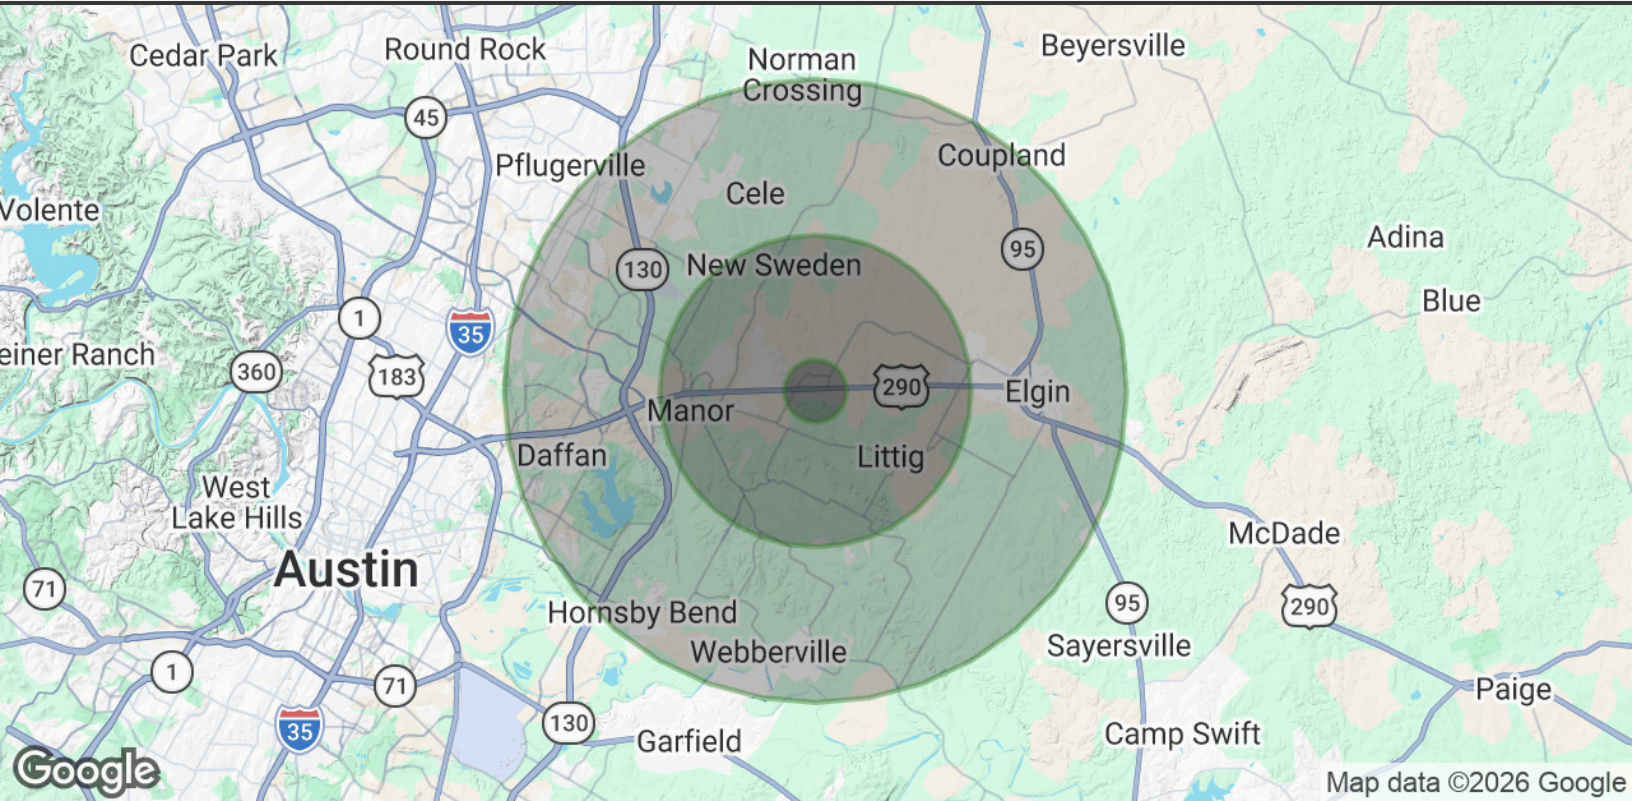 Cedar Park
Round Rock
Norman
Crossing
Beyersville
45
Pflugerville
Coupland
Cele
Volente
Adina
95
130
New Sweden
Blue
1
35
einer Ranch
360
183
290
Elgin
Manor
Daffan
Littig
West
Lake Hills
McDade
Austin
71
Hornsby Bend
95
290
Webberville
Sayersville
1
71
Paige
35
130
Garfield
Camp Swift
Google
Map data ©2026 Google